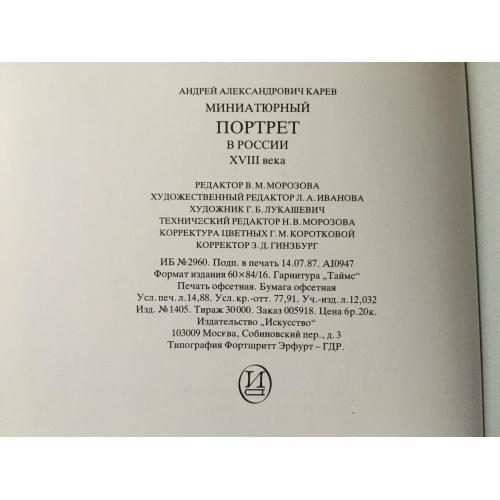 АНДРЕЙ АЛЕКСАНДРОВИЧ КАРЕВ
МИНИАТЮРНЫЙ
ПОРТРЕТ
В РОССИИ
XVIII века
РЕДАКТОР В. М. МОРОЗОВА
ХУДОЖЕСТВЕННЫЙ РЕДАКТОР Л. А. ИВАНОВА
ХУДОЖНИК Г. Б. ЛУКАШЕВИЧ
ТЕХНИЧЕСКИЙ РЕДАКТОР Н. В. МОРОЗОВА
КОРРЕКТУРА ЦВЕТНЫХ Г. М. КОРОТКОВОЙ
КОРРЕКТОР З. Д. ГИНЗБУРГ
ИБ № 2960. Подп. в печать 14.07.87. АI0947
Формат издания 60×84/16. Гарнитура „Таймс“
Печать офсетная. Бумага офсетная
Усл. печ. л. 14,88. Усл. кр.-отт. 77,91. Уч.-изд. л. 12,032
Изд. № 1405. Тираж 30000. Заказ 005918. Цена 6р. 20к.
Издательство „Искусство“
103009 Москва, Собиновский пер., д. 3
Типография Фортшритт Эрфурт – ГДР.
И